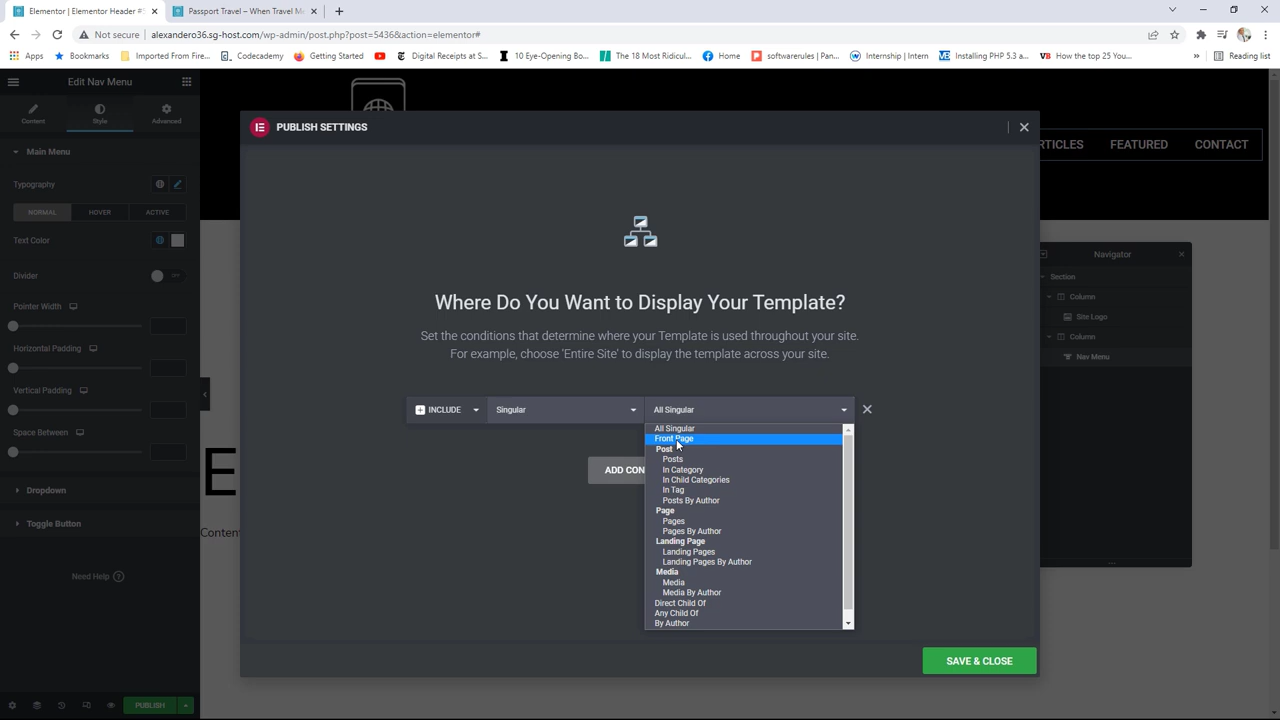 Elementor | Elementor Header #
Passport Travel – When Travel M
Not secure
alexandero36.sg-host.com/wp-admin/post.php?post=5436&action=elementor#
Apps
Bookmarks
Imported From Fire...
Codecademy
Getting Started
Digital Receipts at S...
10 Eye-Opening Bo...
The 18 Most Ridicul...
Home
softwarerules | Pan...
Internship | Intern
Installing PHP 5.3 a...
How the top 25 You...
»
Reading list
Edit Nav Menu
Content
Style
Advanced
Main Menu
Typography
NORMAL
HOVER
ACTIVE
Text Color
Divider
OFF
Pointer Width
Horizontal Padding
Vertical Padding
Space Between
Dropdown
Toggle Button
Need Help
PUBLISH
RTICLES
FEATURED
CONTACT
E
Content
PUBLISH SETTINGS
Where Do You Want to Display Your Template?
Set the conditions that determine where your Template is used throughout your site.
For example, choose 'Entire Site' to display the template across your site.
INCLUDE
Singular
All Singular
All Singular
Front Page
Post
Posts
In Category
In Child Categories
In Tag
Posts By Author
Page
Pages
Pages By Author
Landing Page
Landing Pages
Landing Pages By Author
Media
Media
Media By Author
Direct Child Of
Any Child Of
By Author
ADD CON
SAVE & CLOSE
Navigator
Section
Column
Site Logo
Column
Nav Menu